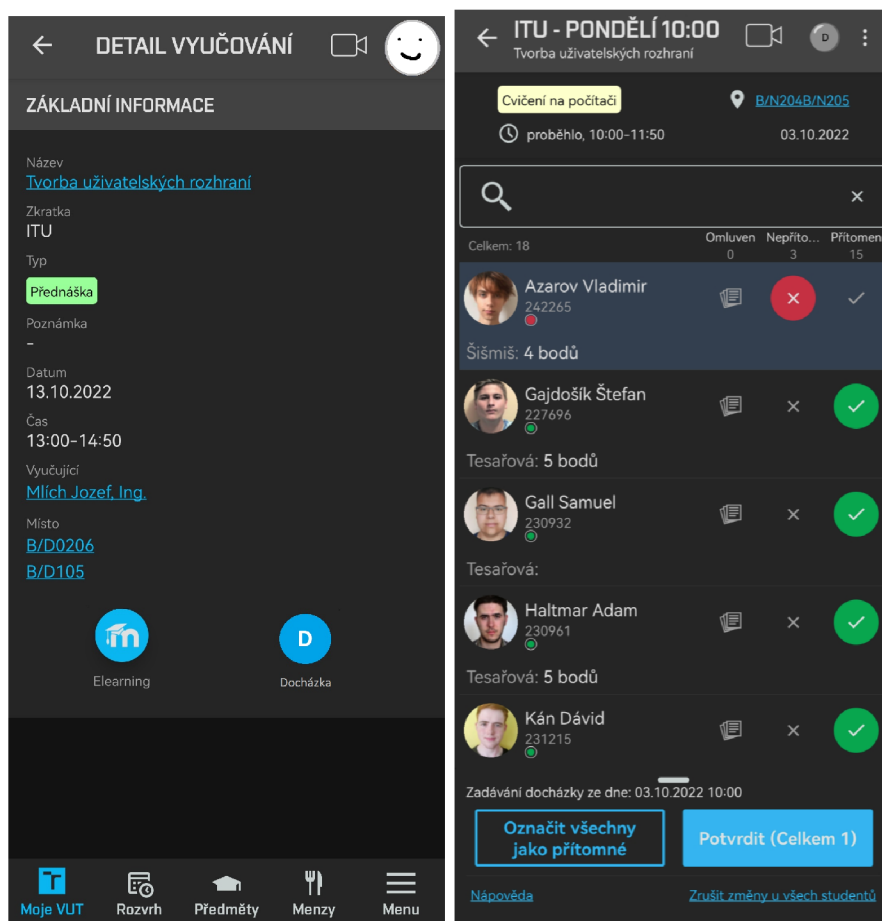 DETAIL VYUČOVÁNÍ
ZÁKLADNÍ INFORMACE
Název
Tvorba uživatelských rozhraní
Zkratka
ITU
Typ
Přednáška
Poznámka
-
Datum
13.10.2022
Čas
13:00-14:50
Vyučující
Mlích Jozef, Ing.
Místo
B/D0206
B/D105
m
D
Elearning
Docházka
Moje VUT
Rozvrh
Předměty
Menzy
Menu
ITU - PONDĚLÍ 10:00
Tvorba uživatelských rozhraní
D
Cvičení na počítači
B/N204B/N205
proběhlo, 10:00-11:50
03.10.2022
Celkem: 18
Omluven
0
Nepříto...
3
Přítomen
15
Azarov Vladimir
242265
Šišmiš: 4 bodů
Gajdošík Štefan
227696
Tesařová: 5 bodů
Gall Samuel
230932
Tesařová:
Haltmar Adam
230961
Tesařová: 5 bodů
Kán Dávid
231215
Zadávání docházky ze dne: 03.10.2022 10:00
Označit všechny
jako přítomné
Potvrdit (Celkem 1)
Nápověda
Zrušit změny u všech studentů